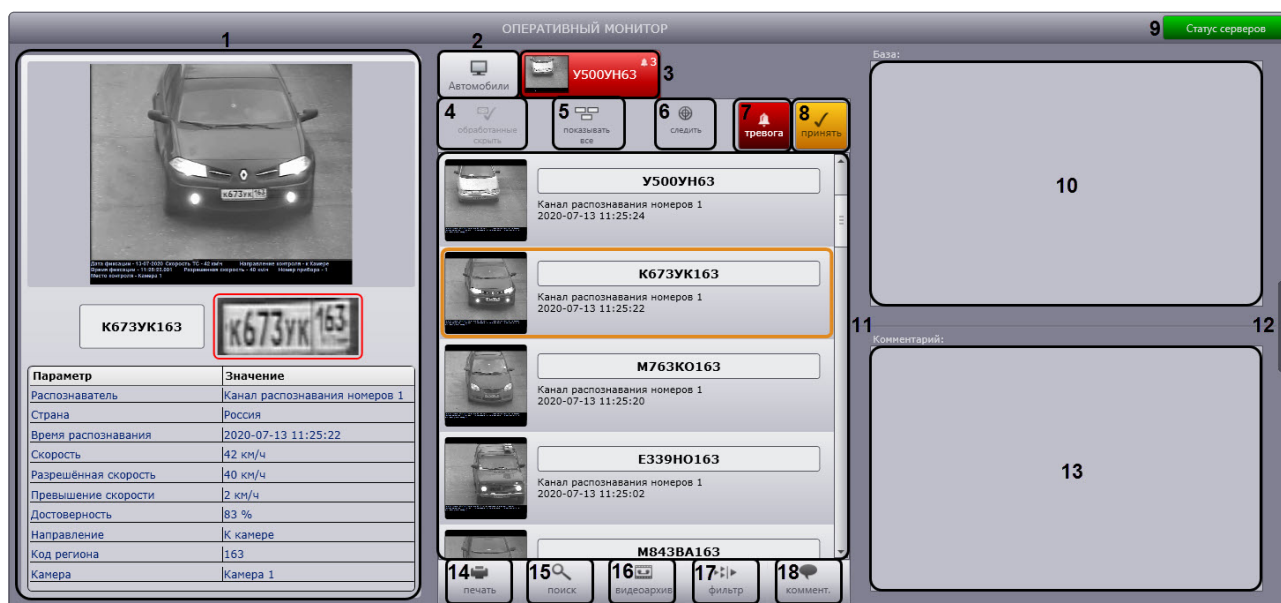 ОПЕРАТИВНЫЙ МОНИТОР
9
Статус серверов
1
К673УК163
к673ук 163
Параметр Значение
Распознаватель Канал распознавания номеров 1
Страна Россия
Время распознавания 2020-07-13 11:25:22
Скорость 42 км/ч
Разрешённая скорость 40 км/ч
Превышение скорости 2 км/ч
Достоверность 83 %
Направление К камере
Код региона 163
Камера Камера 1
2
Автомобили
У500УН63
3
3
4
обработанные
скрыть
5
показывать
все
6
следить
7
тревога
8
принять
У500УН63
Канал распознавания номеров 1
2020-07-13 11:25:24
К673УК163
Канал распознавания номеров 1
2020-07-13 11:25:22
М763КО163
Канал распознавания номеров 1
2020-07-13 11:25:20
Е339НО163
Канал распознавания номеров 1
2020-07-13 11:25:02
М843ВА163
14
печать
15
поиск
16
видеоархив
17
фильтр
18
коммент.
База:
10
11
12
Комментарий:
13